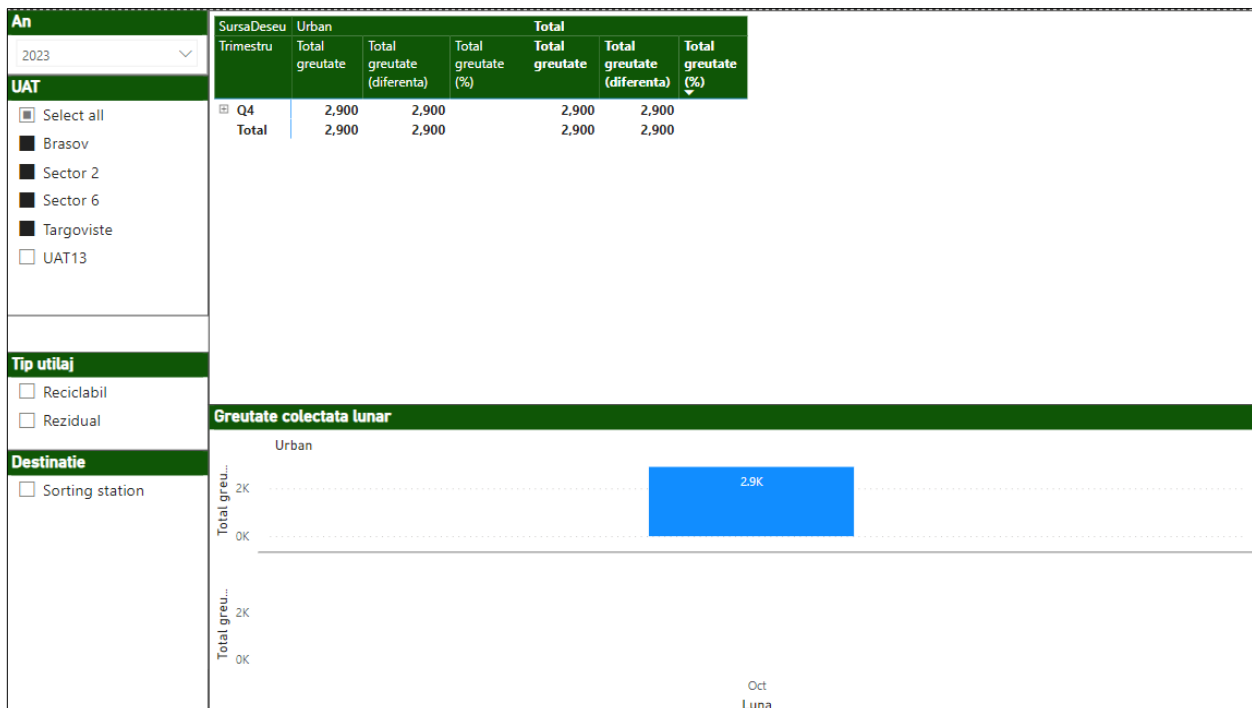 An
2023
UAT
Select all
Brasov
Sector 2
Sector 6
Targoviste
UAT13
Tip utilaj
Reciclabil
Rezidual
Destinatie
Sorting station
SursaDeseu Urban Total
Trimestru Total greutate Total greutate (diferenta) Total greutate (%) Total greutate Total greutate (diferenta) Total greutate (%)
Q4 2,900 2,900 2,900 2,900
Total 2,900 2,900 2,900 2,900
Greutate colectata lunar
Urban
Total greu...
2K
0K
2.9K
Total greu...
2K
0K
Oct
Luna